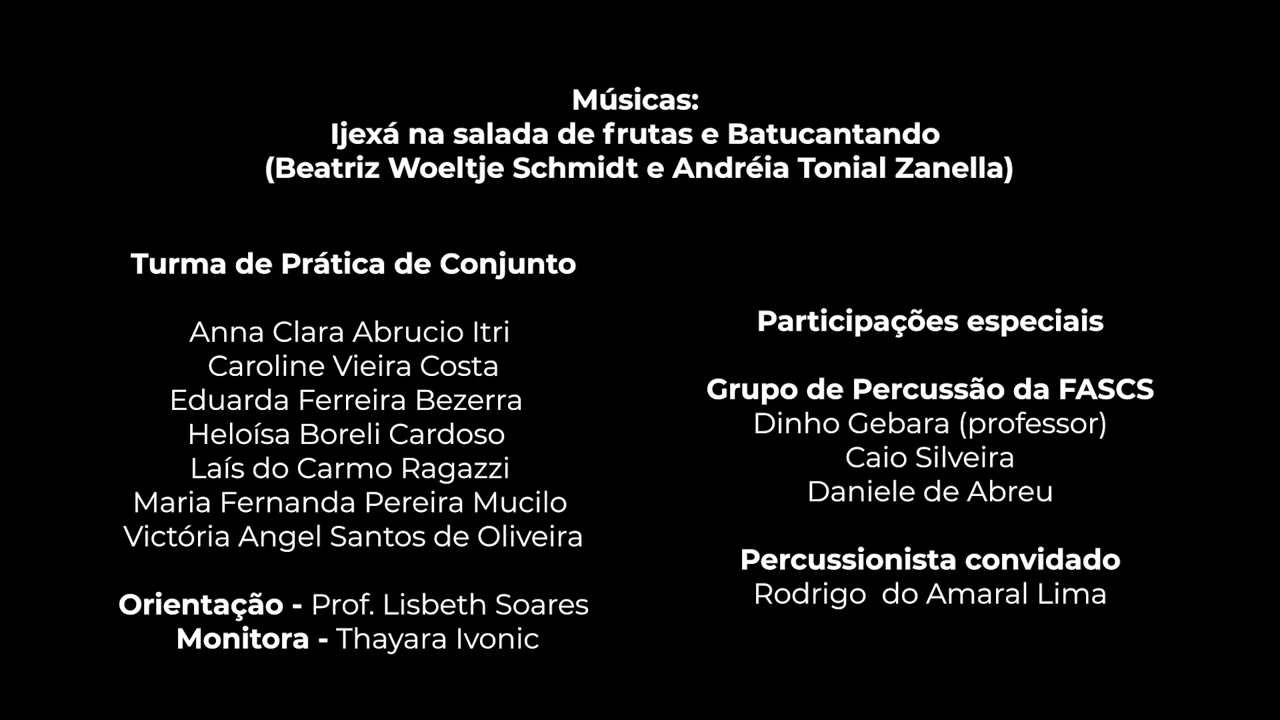 Músicas:
Ijexá na salada de frutas e Batucantando
(Beatriz Woeltje Schmidt e Andréia Tonial Zanella)
Turma de Prática de Conjunto
Anna Clara Abrucio Itri
Caroline Vieira Costa
Eduarda Ferreira Bezerra
Heloísa Boreli Cardoso
Laís do Carmo Ragazzi
Maria Fernanda Pereira Mucilo
Victória Angel Santos de Oliveira
Orientação - Prof. Lisbeth Soares
Monitora - Thayara Ivonic
Participações especiais
Grupo de Percussão da FASCS
Dinho Gebara (professor)
Caio Silveira
Daniele de Abreu
Percussionista convidado
Rodrigo  do Amaral Lima